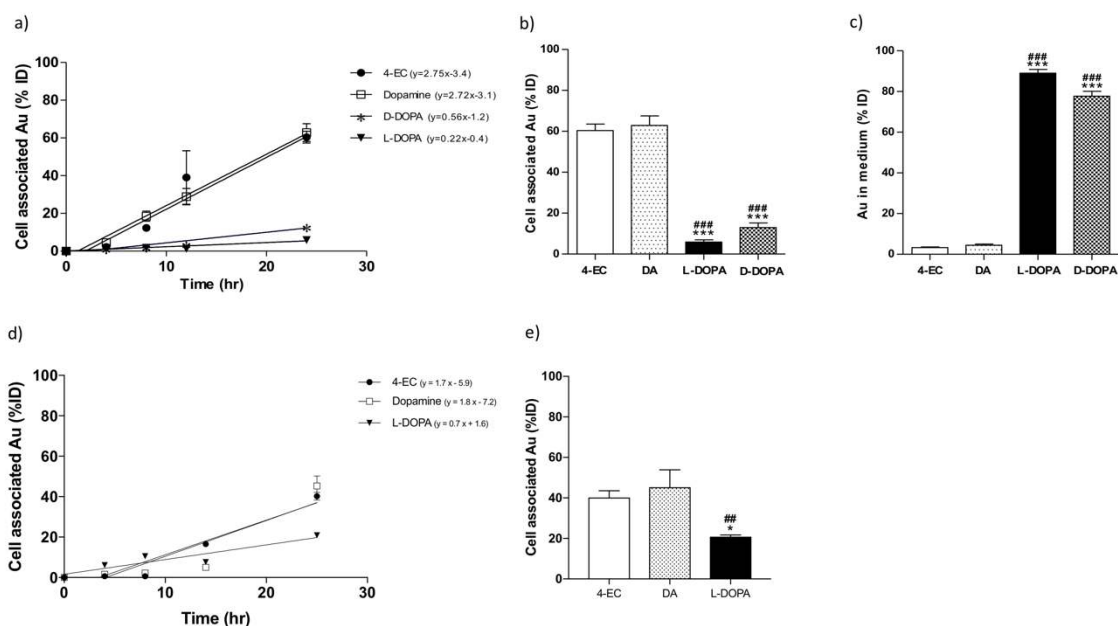 a)
100
80
60
40
20
0
0 10 20 30
Cell associated Au (% ID)
Time (hr)
4-EC (y=2.75x-3.4)
Dopamine (y=2.72x-3.1)
D-DOPA (y=0.56x-1.2)
L-DOPA (y=0.22x-0.4)
b)
100
80
60
40
20
0
Cell associated Au (% ID)
###
***
###
***
4-EC DA L-DOPA D-DOPA
c)
100
80
60
40
20
0
Au in medium (% ID)
###
***
###
***
4-EC DA L-DOPA D-DOPA
d)
100
80
60
40
20
0
0 10 20 30
Cell associated Au (%ID)
Time (hr)
4-EC (y = 1.7 x - 5.9)
Dopamine (y = 1.8 x - 7.2)
L-DOPA (y = 0.7 x + 1.6)
e)
100
80
60
40
20
0
Cell associated Au (%ID)
##
*
4-EC DA L-DOPA